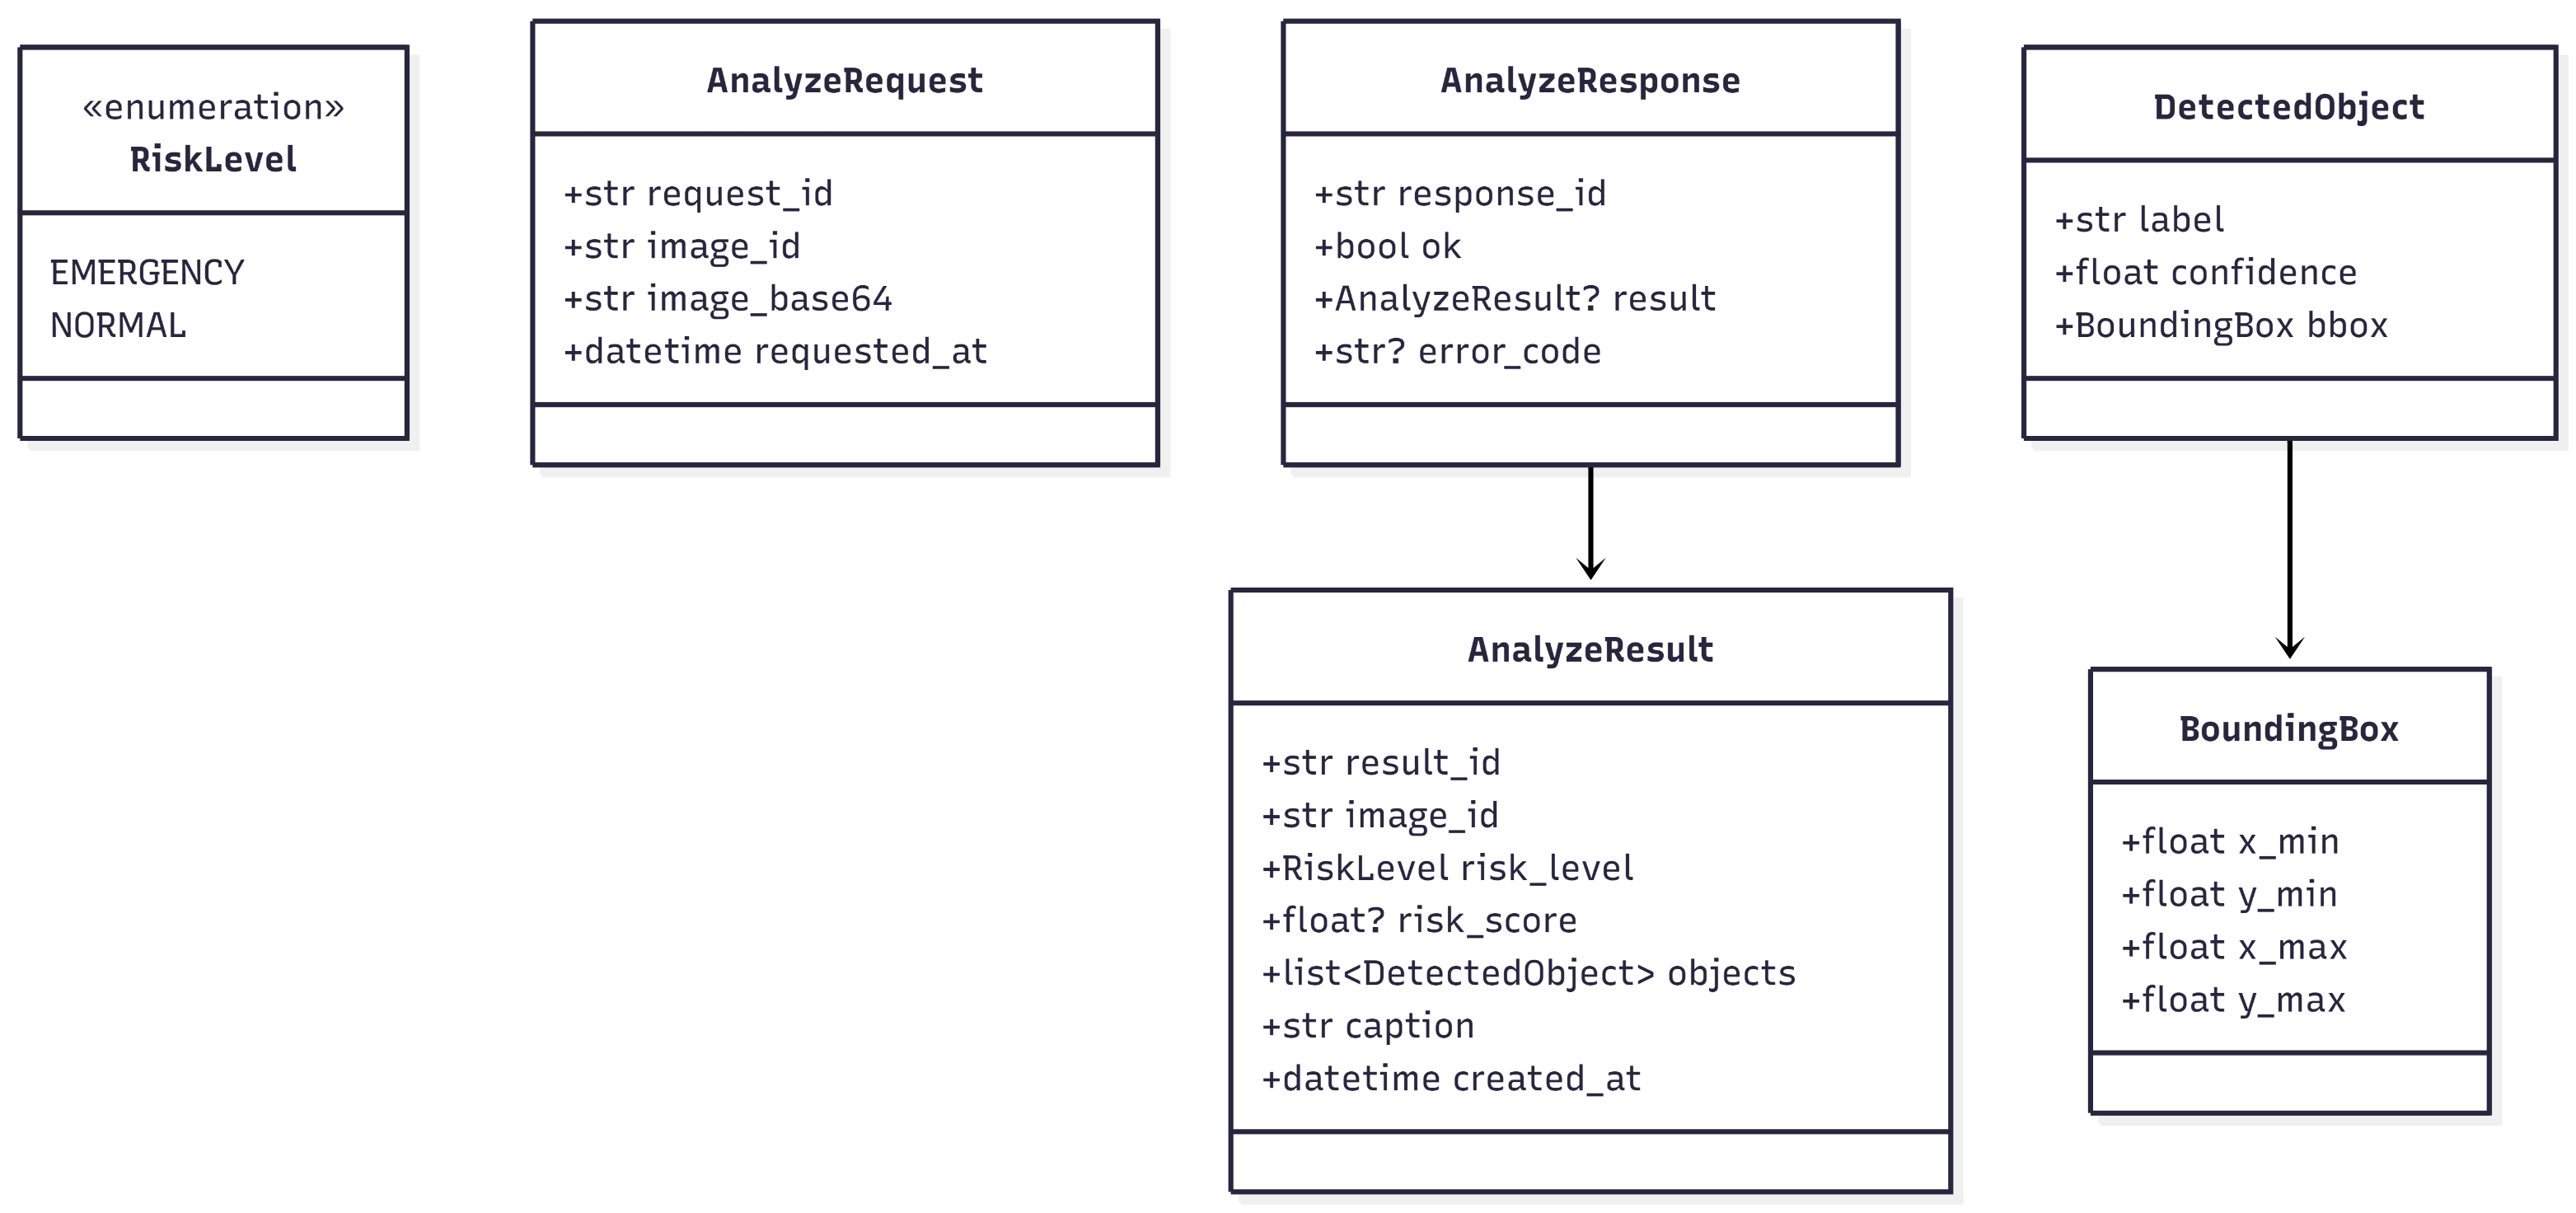 «enumeration»
RiskLevel
EMERGENCY
NORMAL
AnalyzeRequest
+str request_id
+str image_id
+str image_base64
+datetime requested_at
AnalyzeResponse
+str response_id
+bool ok
+AnalyzeResult? result
+str? error_code
DetectedObject
+str label
+float confidence
+BoundingBox bbox
AnalyzeResult
+str result_id
+str image_id
+RiskLevel risk_level
+float? risk_score
+list<DetectedObject> objects
+str caption
+datetime created_at
BoundingBox
+float x_min
+float y_min
+float x_max
+float y_max